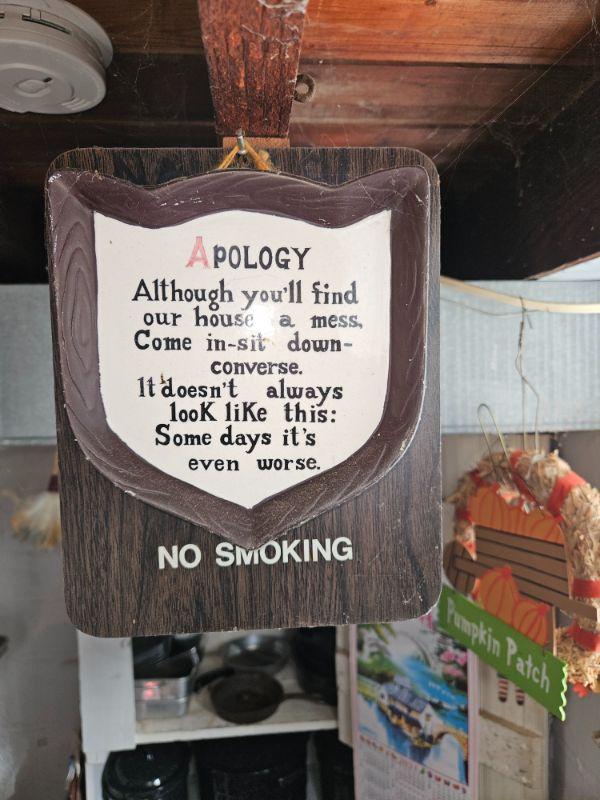 APOLOGY
Although you'll find
our house a mess,
Come in-sit down-
converse.
It doesn't always
look like this:
Some days it's
even worse.
NO SMOKING
Pumpkin Patch